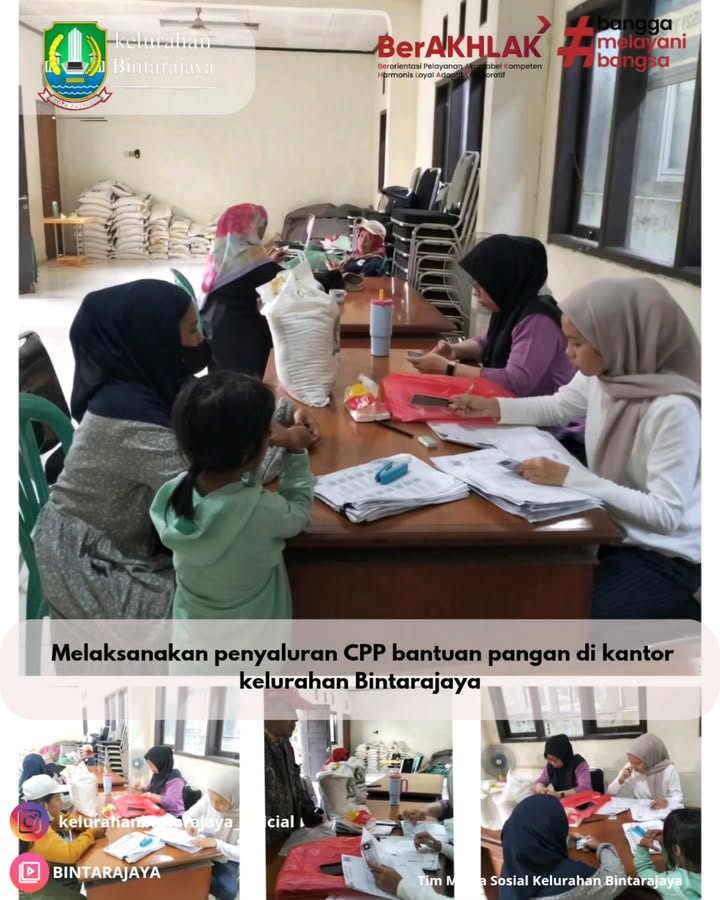 kelurahan
Bintarajaya
BerAKHLAK
Berorientasi Pelayanan Akuntabel Kompeten
Harmonis Loyal Adaptif Kolaboratif
#bangga
melayani
bangsa
Melaksanakan penyaluran CPP bantuan pangan di kantor
kelurahan Bintarajaya
BINTARAJAYA
Tim Media Sosial Kelurahan Bintarajaya